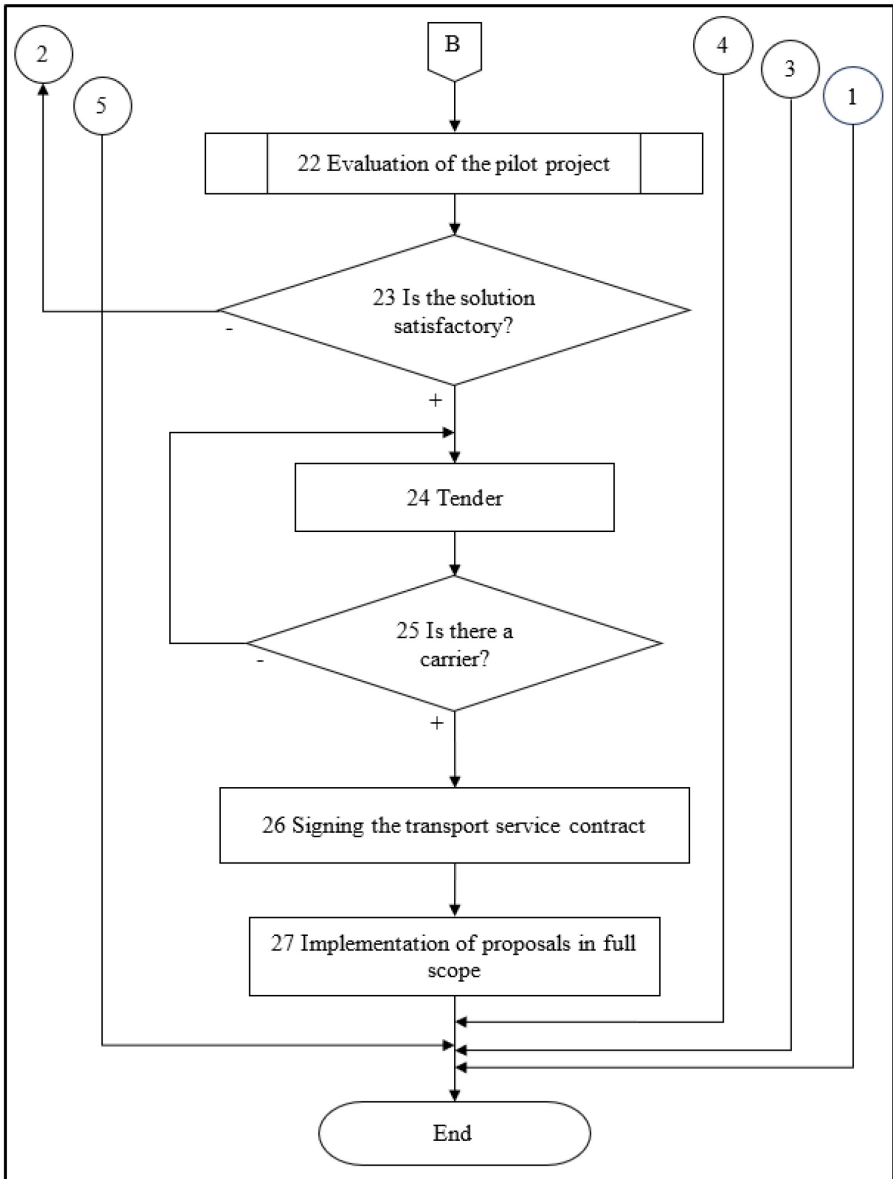 B
4
2
3
1
5
22 Evaluation of the pilot project
23 Is the solution
satisfactory?
-
+
24 Tender
25 Is there a
carrier?
-
+
26 Signing the transport service contract
27 Implementation of proposals in full
scope
End